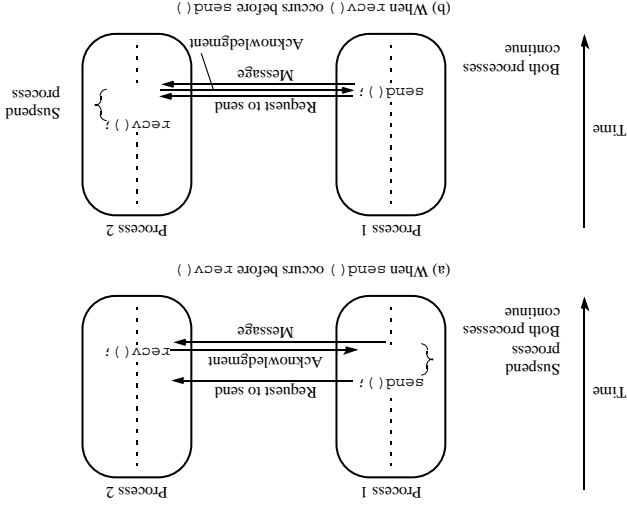 Process 1
Process 2
Time
send();
Request to send
Suspend
process
Both processes
continue
Acknowledgment
recv();
Message
(a) When send() occurs before recv()
Process 1
Process 2
Time
recv();
Suspend
process
Request to send
send();
Both processes
continue
Message
Acknowledgment
(b) When recv() occurs before send()